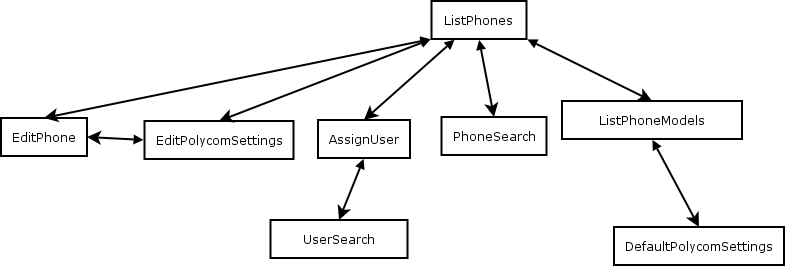 ListPhones
EditPhone
EditPolycomSettings
AssignUser
PhoneSearch
ListPhoneModels
UserSearch
DefaultPolycomSettings